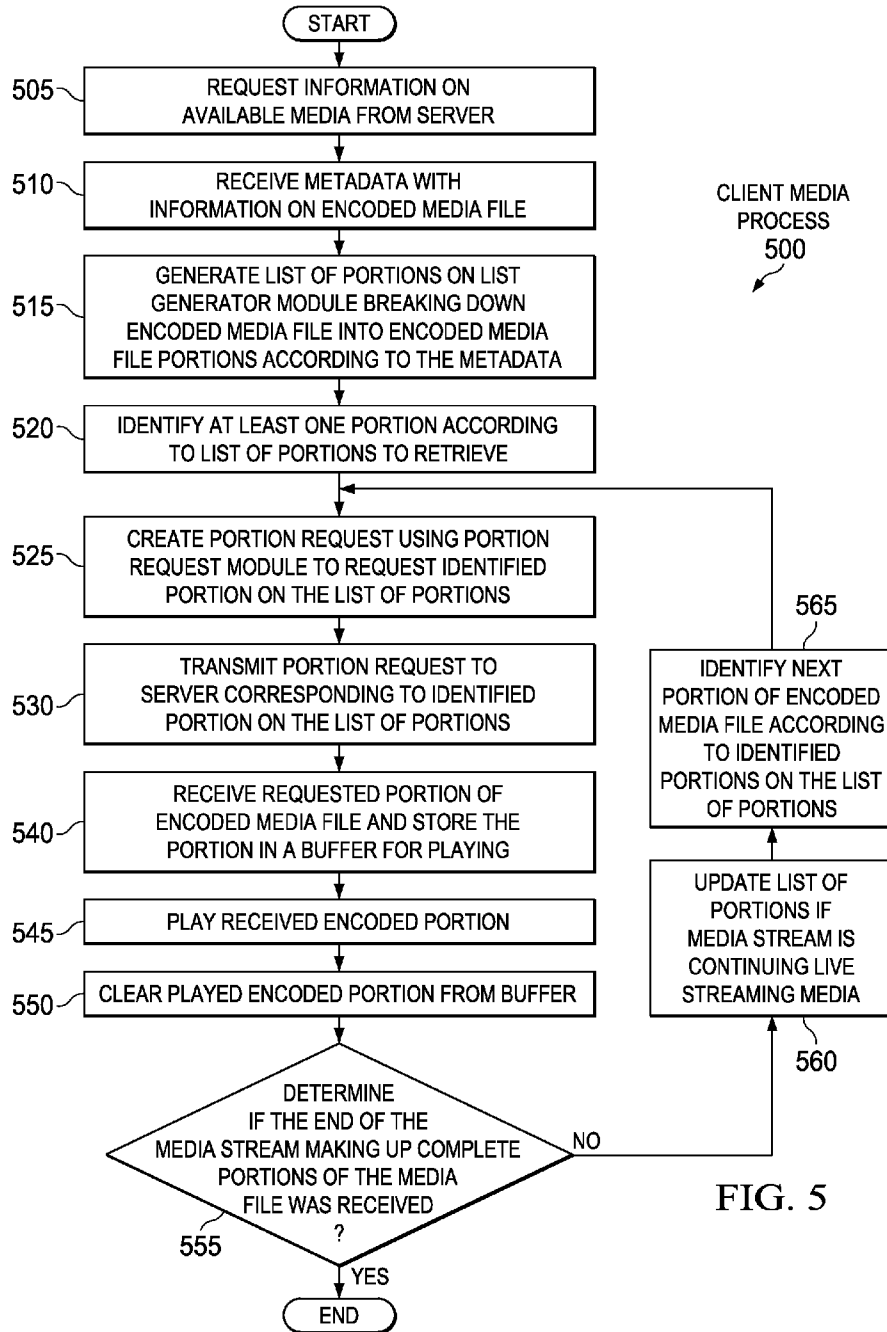 START
505
REQUEST INFORMATION ON
AVAILABLE MEDIA FROM SERVER
510
RECEIVE METADATA WITH
INFORMATION ON ENCODED MEDIA FILE
CLIENT MEDIA
PROCESS
500
515
GENERATE LIST OF PORTIONS ON LIST
GENERATOR MODULE BREAKING DOWN
ENCODED MEDIA FILE INTO ENCODED MEDIA
FILE PORTIONS ACCORDING TO THE METADATA
520
IDENTIFY AT LEAST ONE PORTION ACCORDING
TO LIST OF PORTIONS TO RETRIEVE
525
CREATE PORTION REQUEST USING PORTION
REQUEST MODULE TO REQUEST IDENTIFIED
PORTION ON THE LIST OF PORTIONS
530
TRANSMIT PORTION REQUEST TO
SERVER CORRESPONDING TO IDENTIFIED
PORTION ON THE LIST OF PORTIONS
540
RECEIVE REQUESTED PORTION OF
ENCODED MEDIA FILE AND STORE THE
PORTION IN A BUFFER FOR PLAYING
545
PLAY RECEIVED ENCODED PORTION
550
CLEAR PLAYED ENCODED PORTION FROM BUFFER
DETERMINE
IF THE END OF THE
MEDIA STREAM MAKING UP COMPLETE
PORTIONS OF THE MEDIA
FILE WAS RECEIVED
?
555
NO
YES
END
565
IDENTIFY NEXT
PORTION OF ENCODED
MEDIA FILE ACCORDING
TO IDENTIFIED
PORTIONS ON THE LIST
OF PORTIONS
UPDATE LIST OF
PORTIONS IF
MEDIA STREAM IS
CONTINUING LIVE
STREAMING MEDIA
560
FIG. 5